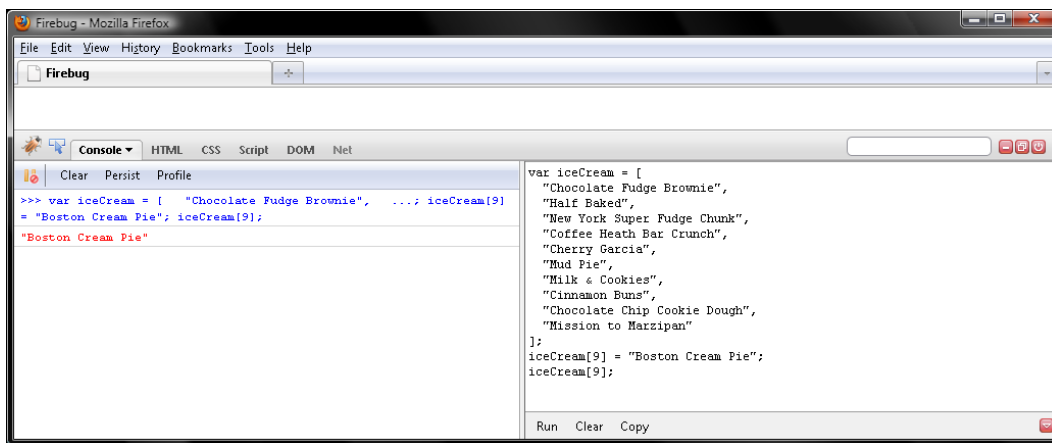 Firebug - Mozilla Firefox
File Edit View History Bookmarks Tools Help
Firebug
Console HTML CSS Script DOM Net
Clear Persist Profile
>>> var iceCream = [ "Chocolate Fudge Brownie", ...; iceCream[9]
= "Boston Cream Pie"; iceCream[9];
"Boston Cream Pie"
var iceCream = [
"Chocolate Fudge Brownie",
"Half Baked",
"New York Super Fudge Chunk",
"Coffee Heath Bar Crunch",
"Cherry Garcia",
"Mud Pie",
"Milk & Cookies",
"Cinnamon Buns",
"Chocolate Chip Cookie Dough",
"Mission to Marzipan"
];
iceCream[9] = "Boston Cream Pie";
iceCream[9];
Run Clear Copy